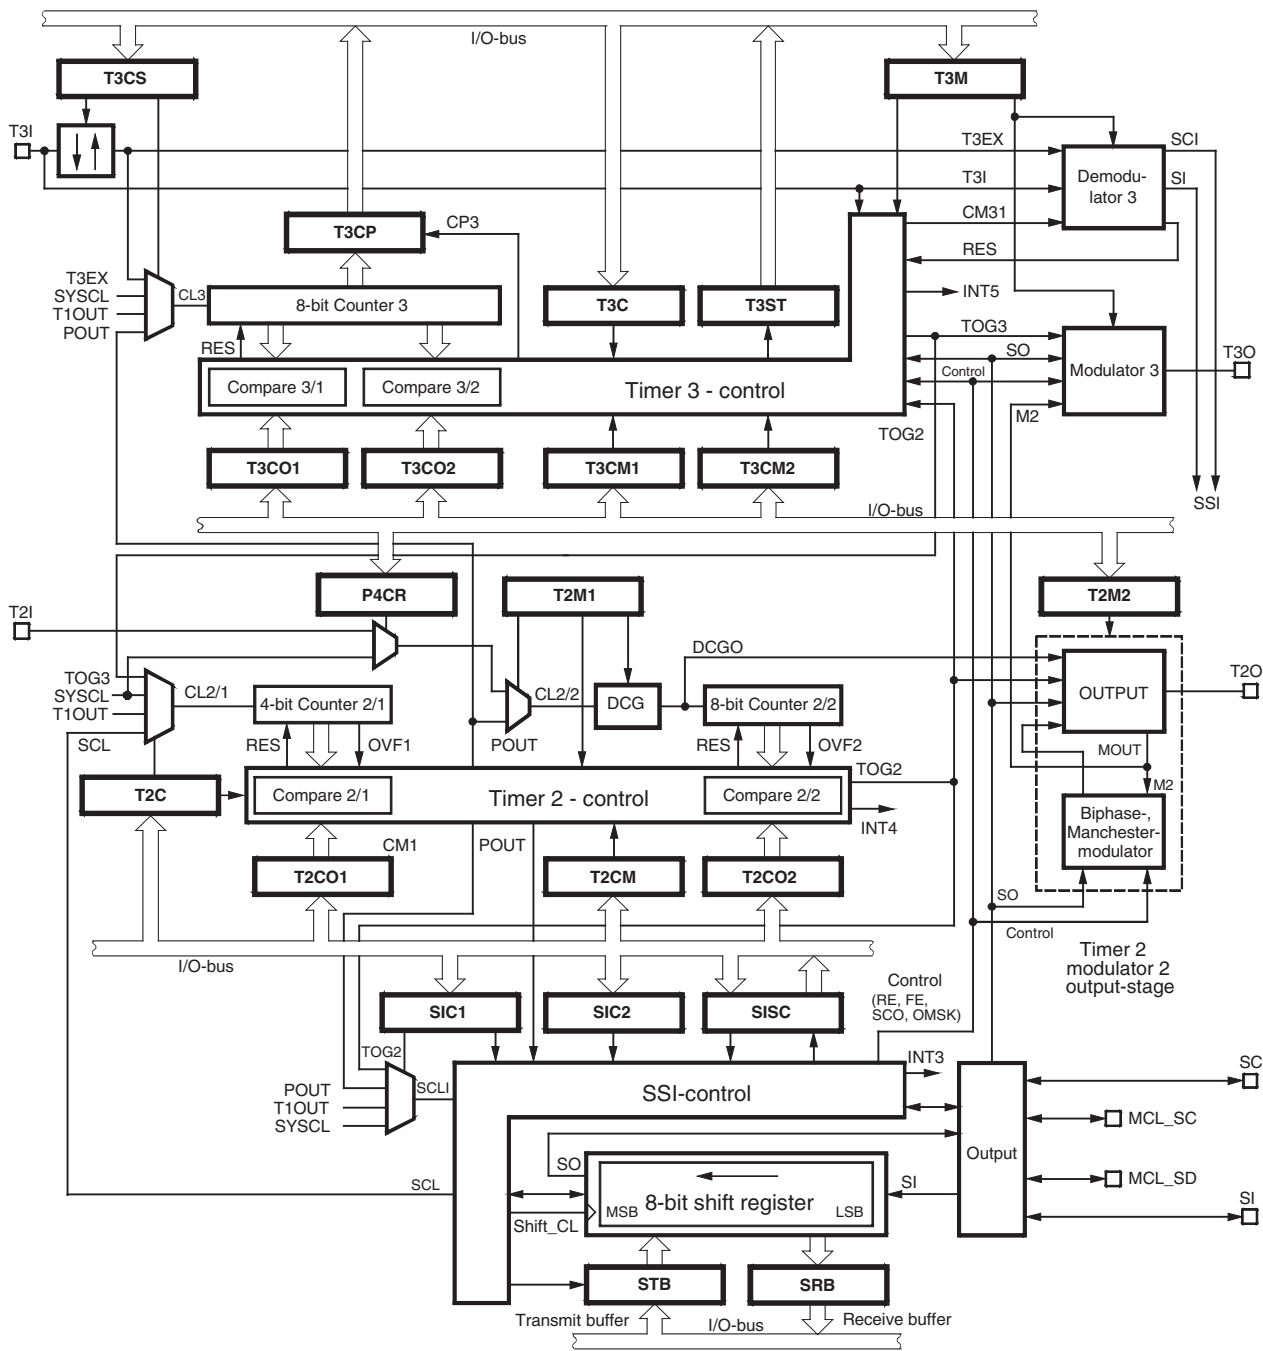 I/O-bus
T3CS
T3M
T3I
T3EX
SCI
T3I
SI
Demodu-
lator 3
CM31
T3CP
CP3
RES
T3EX
SYSCL
T1OUT
POUT
CL3
8-bit Counter 3
T3C
T3ST
INT5
TOG3
RES
SO
T3O
Compare 3/1
Compare 3/2
Timer 3 - control
Control
Modulator 3
M2
TOG2
T3CO1
T3CO2
T3CM1
T3CM2
SSI
I/O-bus
P4CR
T2M1
T2M2
T2I
DCGO
TOG3
SYSCL
T1OUT
SCL
CL2/1
4-bit Counter 2/1
CL2/2
DCG
8-bit Counter 2/2
OUTPUT
T2O
RES
OVF1
POUT
RES
OVF2
MOUT
TOG2
M2
T2C
Compare 2/1
Timer 2 - control
Compare 2/2
INT4
Biphase-,
Manchester-
modulator
CM1
POUT
T2CO1
T2CM
T2CO2
SO
Control
I/O-bus
Timer 2
modulator 2
output-stage
Control
(RE, FE,
SCO, OMSK)
SIC1
SIC2
SISC
TOG2
INT3
SC
POUT
T1OUT
SYSCL
SCLI
SSI-control
MCL_SC
Output
SO
SCL
8-bit shift register
MSB
LSB
SI
MCL_SD
SI
Shift_CL
STB
SRB
Transmit buffer
I/O-bus
Receive buffer